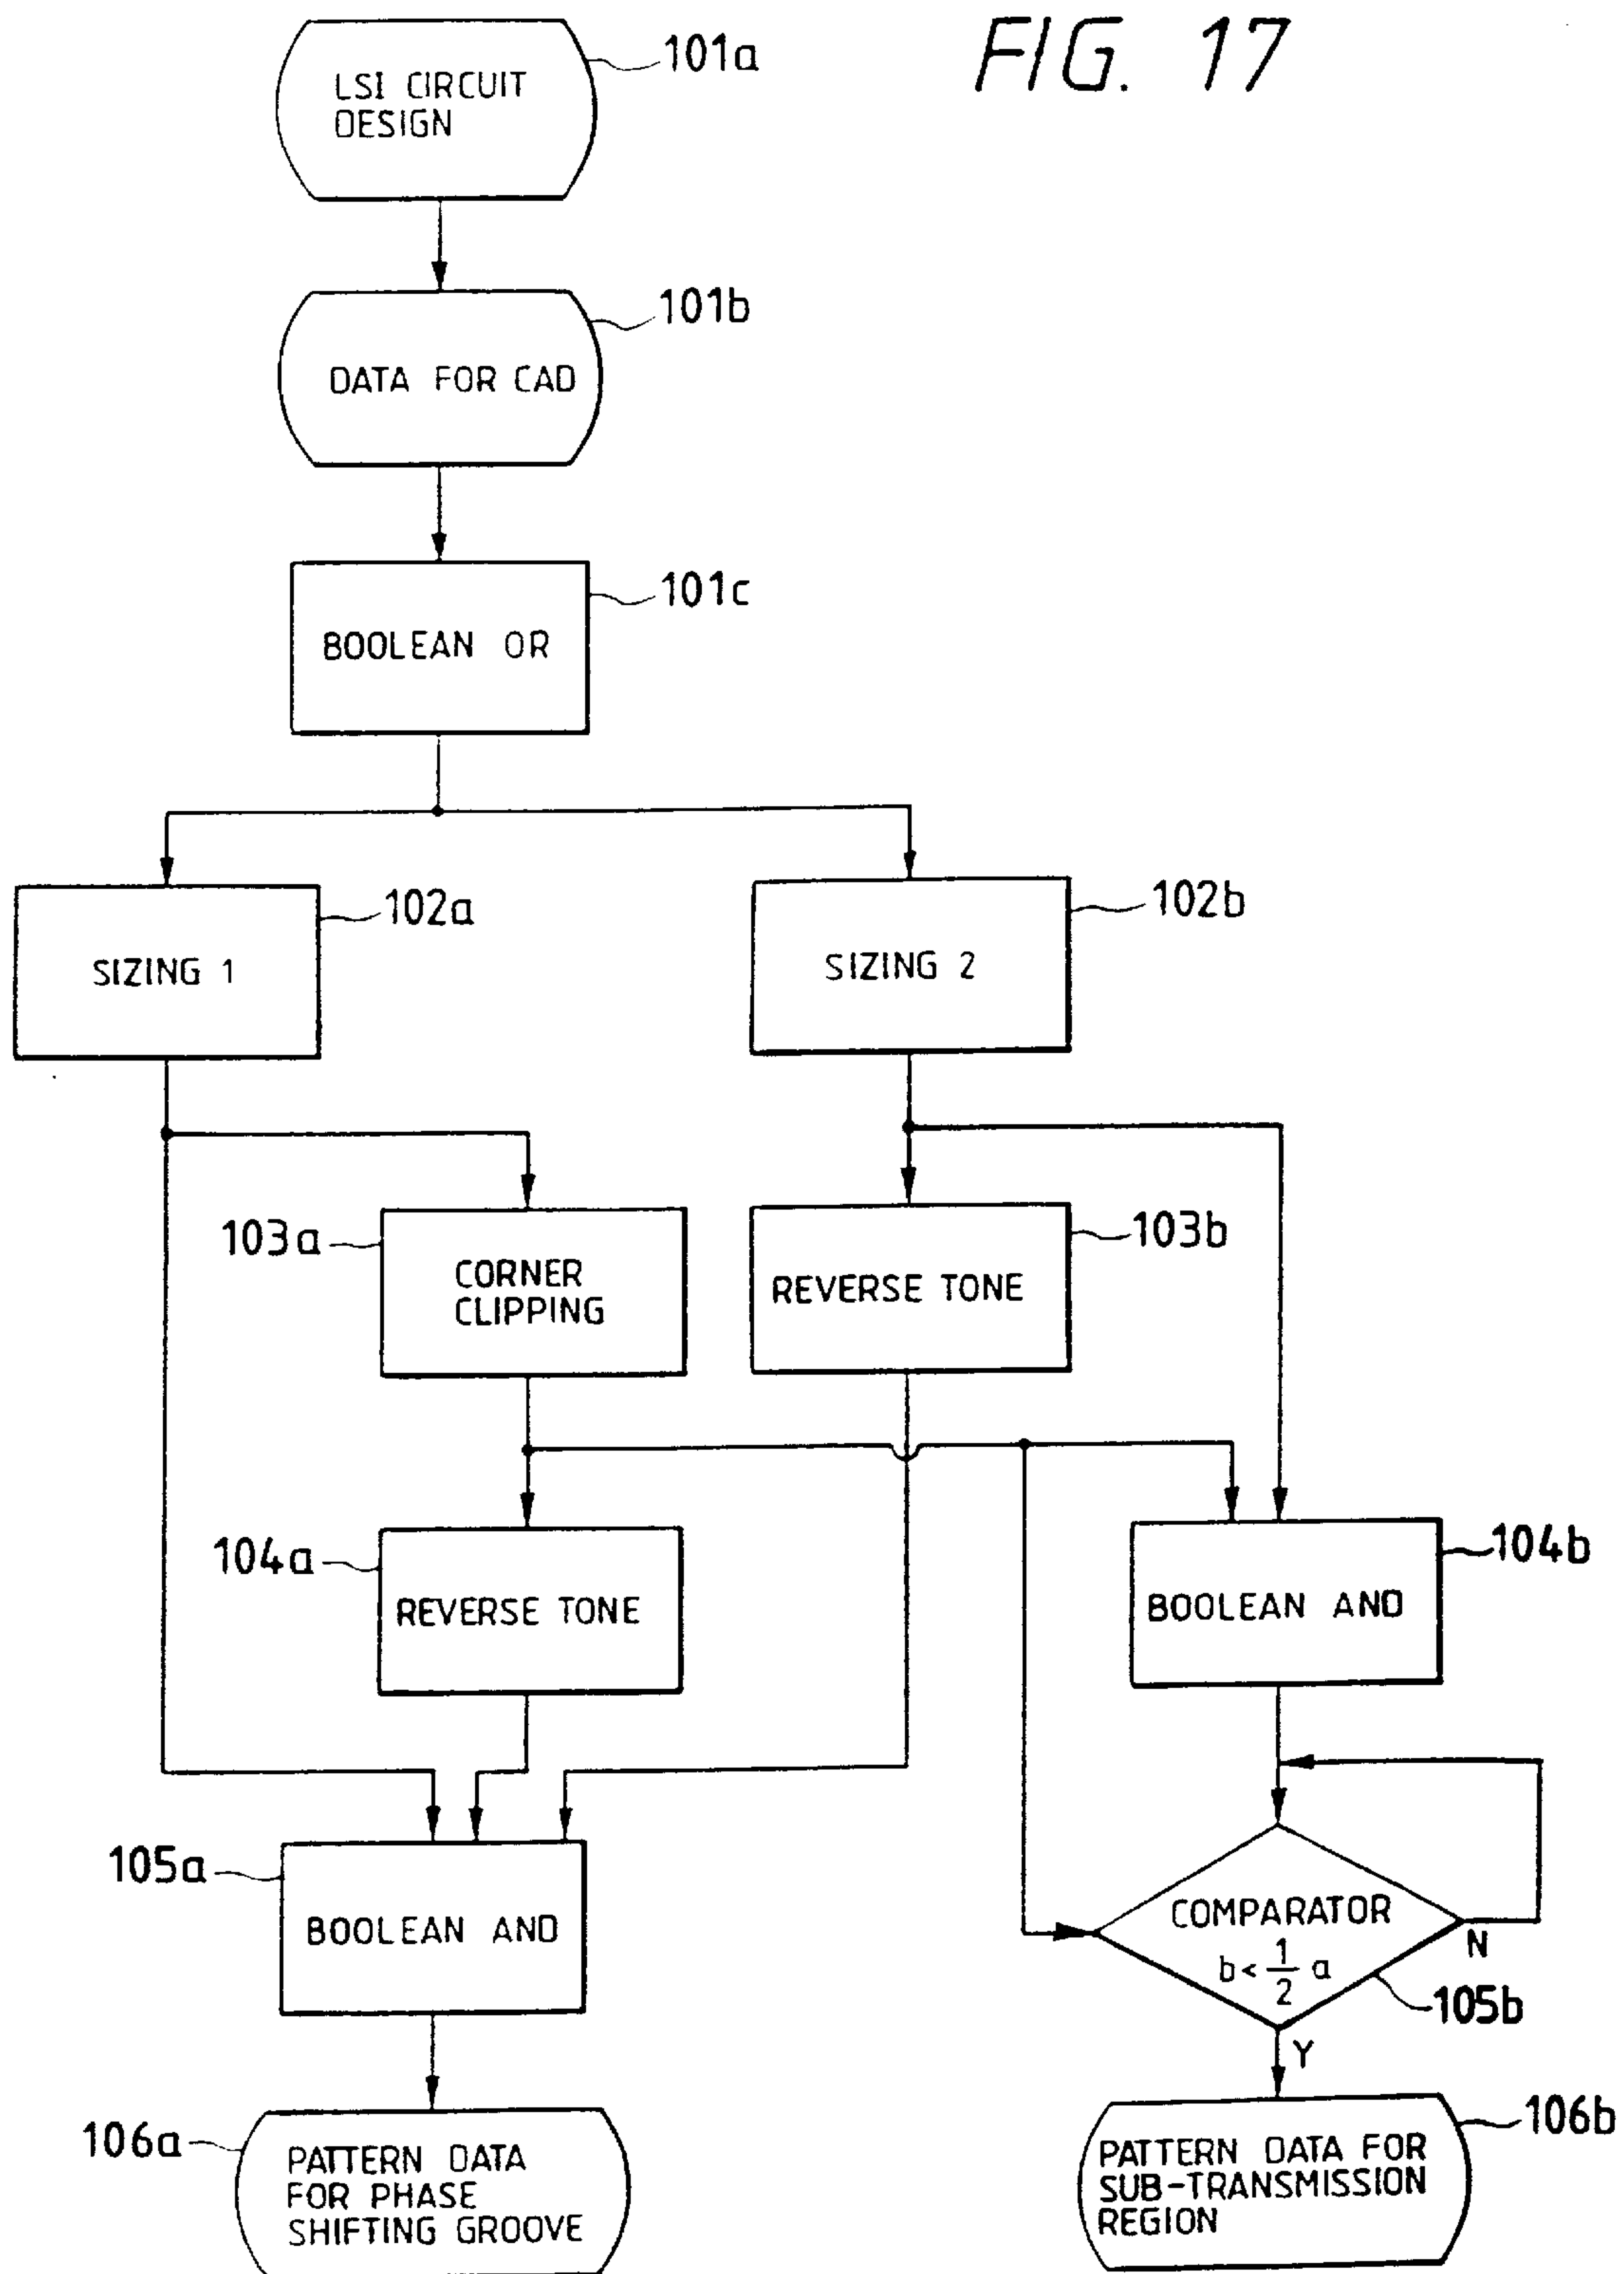 FIG. 17
101a
LSI CIRCUIT
DESIGN
101b
DATA FOR CAD
101c
BOOLEAN OR
102a
SIZING 1
102b
SIZING 2
103a
CORNER
CLIPPING
103b
REVERSE TONE
104a
REVERSE TONE
104b
BOOLEAN AND
105a
BOOLEAN AND
COMPARATOR
b < 1/2 a
N
105b
Y
106a
PATTERN DATA
FOR PHASE
SHIFTING GROOVE
106b
PATTERN DATA FOR
SUB-TRANSMISSION
REGION